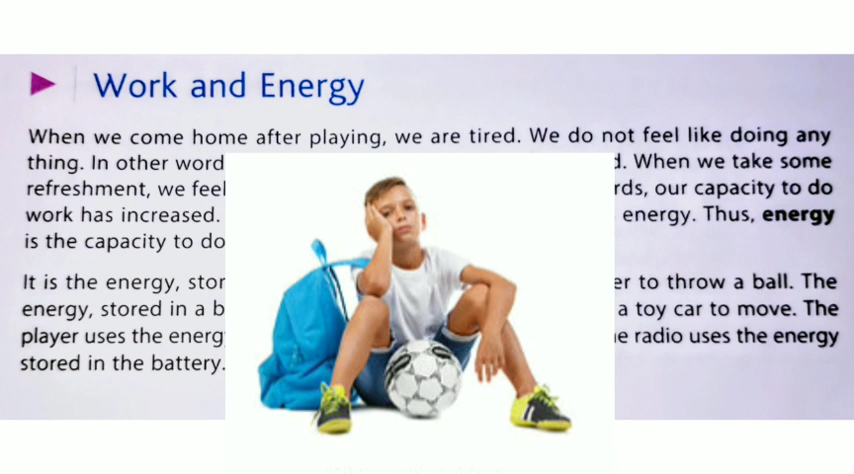 Work and Energy
When we come home after playing, we are tired. We do not feel like doing any
thing. In other word d. When we take some
refreshment, we feel rds, our capacity to do
work has increased. energy. Thus, energy
is the capacity to do
It is the energy, stor er to throw a ball. The
energy, stored in a b a toy car to move. The
player uses the energ e radio uses the energy
stored in the battery.